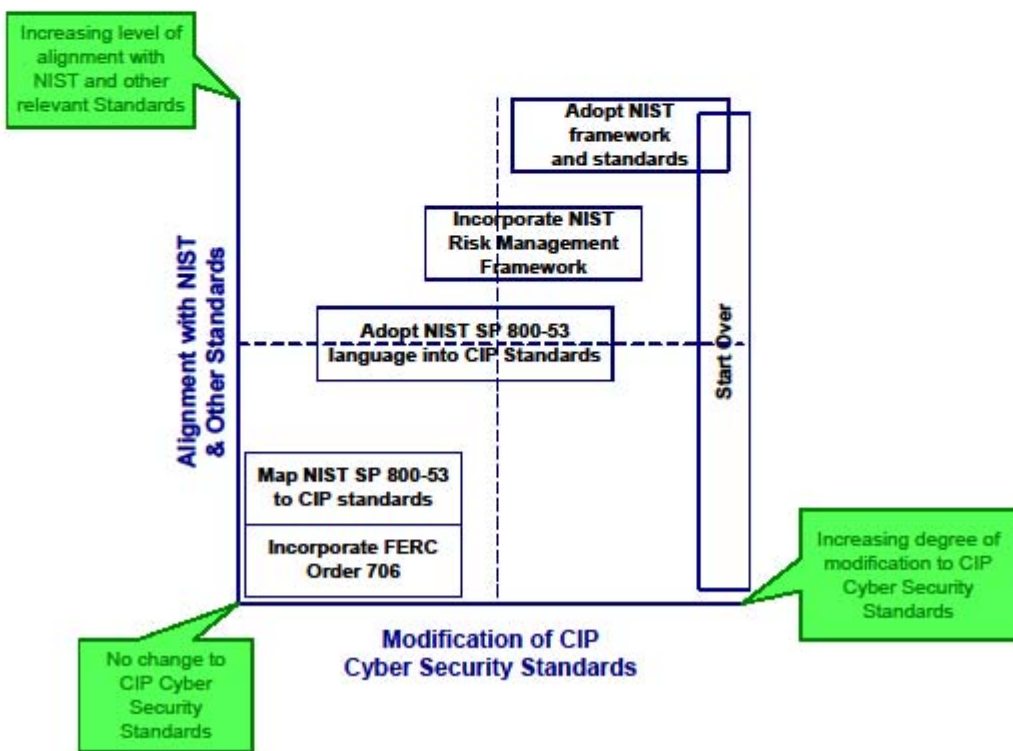 Increasing level of
alignment with
NIST and other
relevant Standards
Adopt NIST
framework
and standards
Incorporate NIST
Risk Management
Framework
Alignment with NIST
& Other Standards
Adopt NIST SP 800-53
language into CIP Standards
Start Over
Map NIST SP 800-53
to CIP standards
Incorporate FERC
Order 706
Increasing degree of
modification to CIP
Cyber Security
Standards
Modification of CIP
Cyber Security Standards
No change to
CIP Cyber
Security
Standards